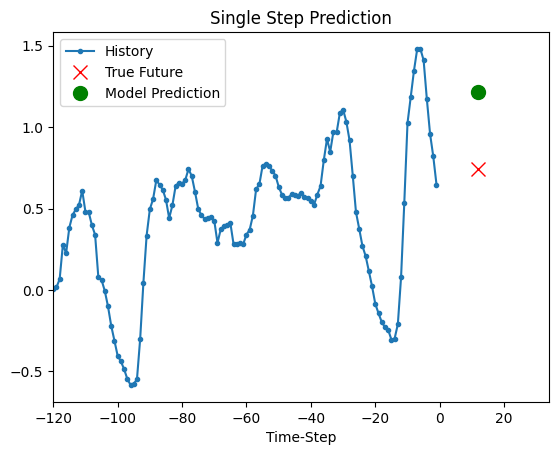 Single Step Prediction
History
True Future
Model Prediction
1.5
1.0
0.5
0.0
−0.5
−120 −100 −80 −60 −40 −20 0 20
Time-Step